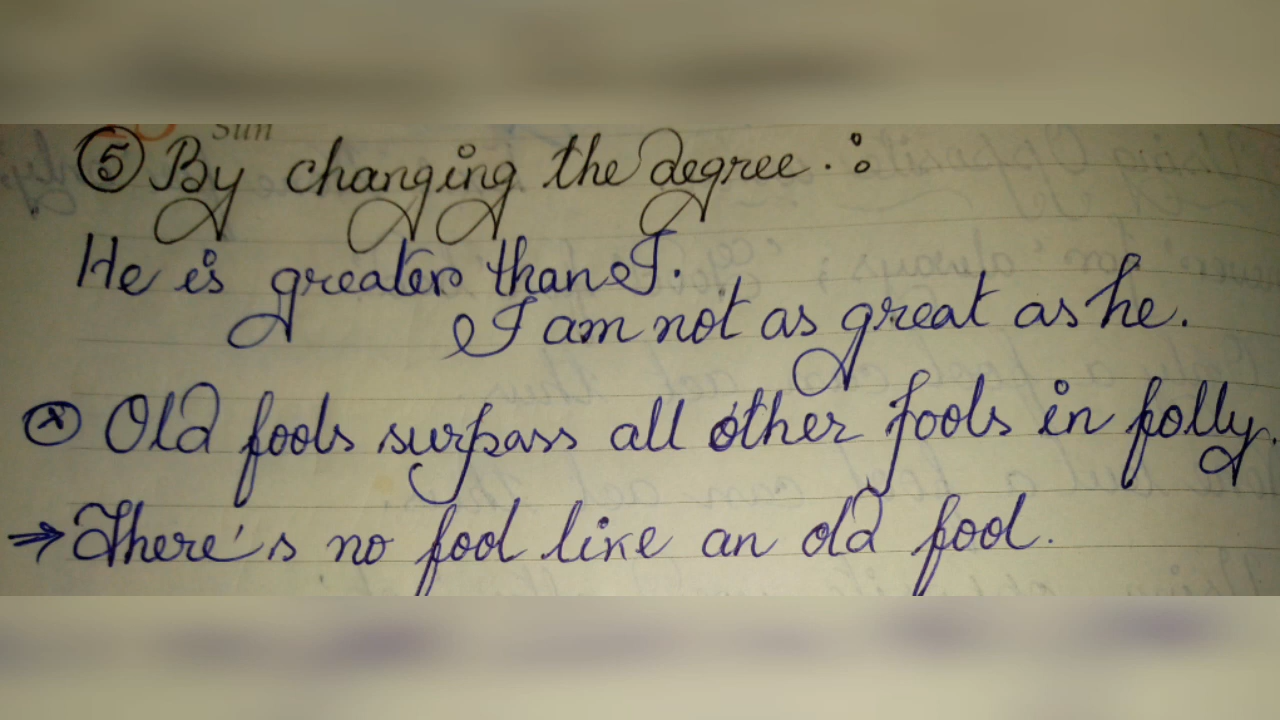 Sun
⑤ By changing the degree. :
He is greater than I.
I am not as great as he.
ⓧ Old fools surpass all other fools in folly.
⇒ There's no fool like an old fool.